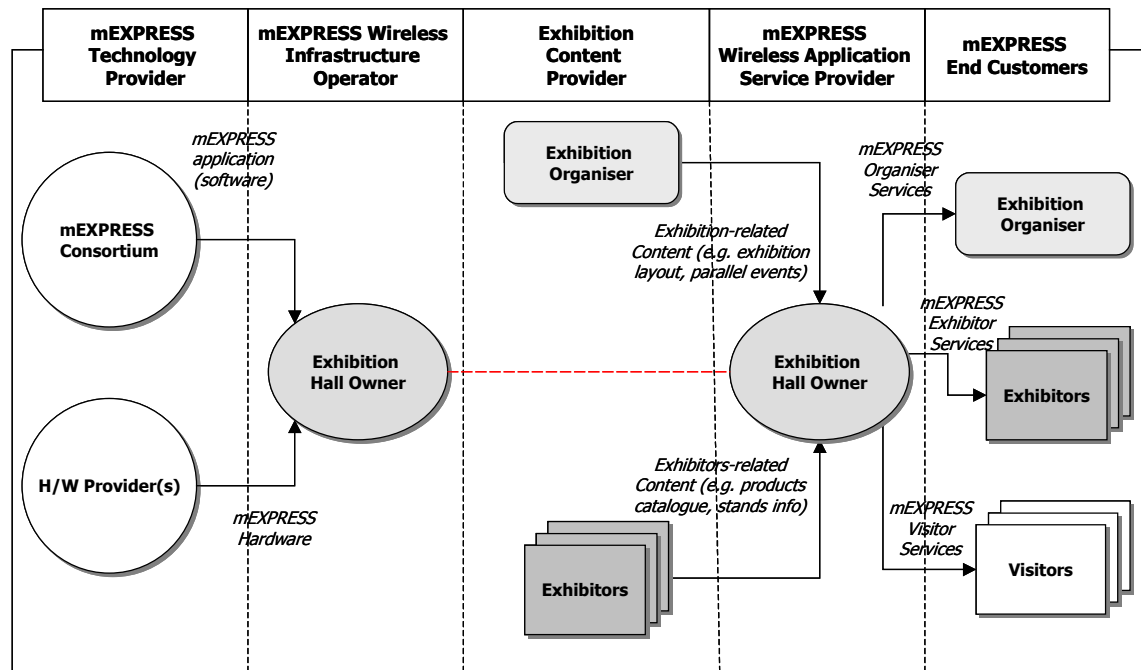 mEXPRESS
Technology
Provider
mEXPRESS Wireless
Infrastructure
Operator
Exhibition
Content
Provider
mEXPRESS
Wireless Application
Service Provider
mEXPRESS
End Customers
mEXPRESS
application
(software)
mEXPRESS
Consortium
H/W Provider(s)
mEXPRESS
Hardware
Exhibition
Hall Owner
Exhibition
Organiser
Exhibition-related
Content (e.g. exhibition
layout, parallel events)
Exhibitors-related
Content (e.g. products
catalogue, stands info)
Exhibitors
Exhibition
Hall Owner
mEXPRESS
Organiser
Services
Exhibition
Organiser
mEXPRESS
Exhibitor
Services
Exhibitors
mEXPRESS
Visitor
Services
Visitors